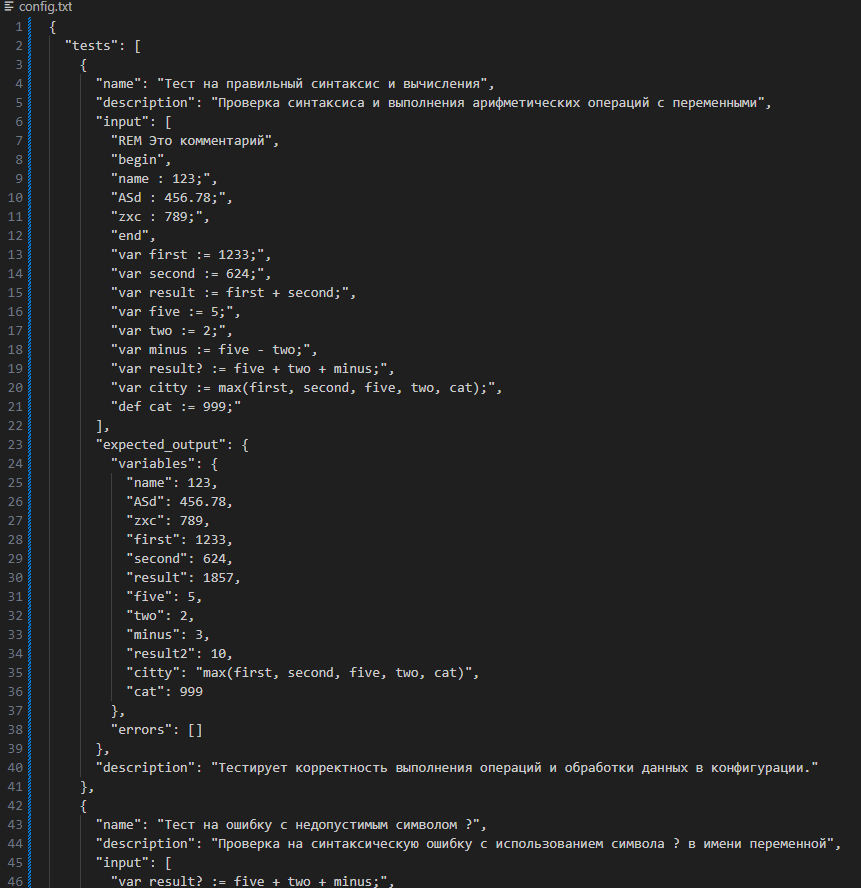 config.txt
1 {
2 "tests": [
3 {
4 "name": "Тест на правильный синтаксис и вычисления",
5 "description": "Проверка синтаксиса и выполнения арифметических операций с переменными",
6 "input": [
7 "REM Это комментарий",
8 "begin",
9 "name : 123;",
10 "ASd : 456.78;",
11 "zxc : 789;",
12 "end",
13 "var first := 1233;",
14 "var second := 624;",
15 "var result := first + second;",
16 "var five := 5;",
17 "var two := 2;",
18 "var minus := five - two;",
19 "var result? := five + two + minus;",
20 "var citty := max(first, second, five, two, cat);",
21 "def cat := 999;"
22 ],
23 "expected_output": {
24 "variables": {
25 "name": 123,
26 "ASd": 456.78,
27 "zxc": 789,
28 "first": 1233,
29 "second": 624,
30 "result": 1857,
31 "five": 5,
32 "two": 2,
33 "minus": 3,
34 "result2": 10,
35 "citty": "max(first, second, five, two, cat)",
36 "cat": 999
37 },
38 "errors": []
39 },
40 "description": "Тестирует корректность выполнения операций и обработки данных в конфигурации."
41 },
42 {
43 "name": "Тест на ошибку с недопустимым символом ?",
44 "description": "Проверка на синтаксическую ошибку с использованием символа ? в имени переменной",
45 "input": [
46 "var result? := five + two + minus;",